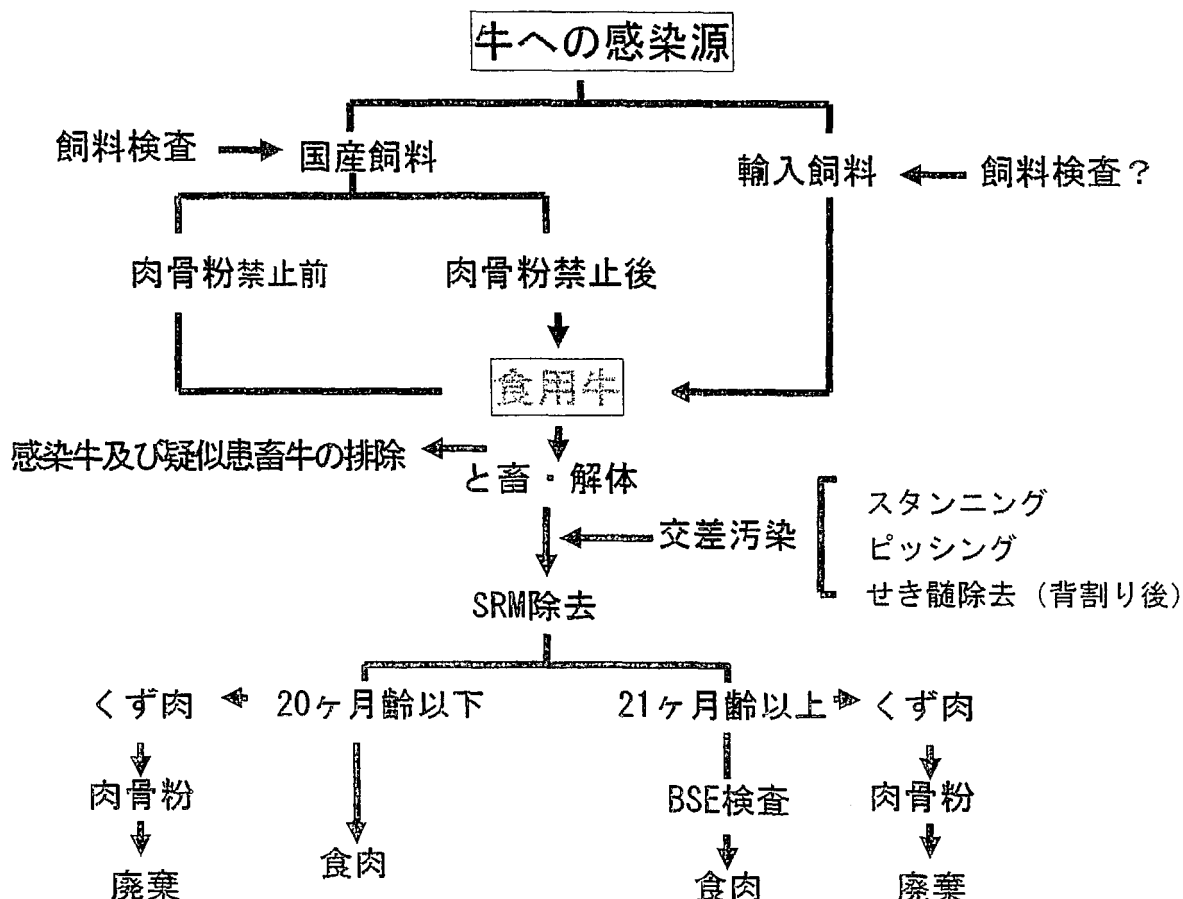 牛への感染源
飼料検査
国産飼料
輸入飼料
飼料検査？
肉骨粉禁止前
肉骨粉禁止後
食用牛
感染牛及び疑似患畜牛の排除
と畜・解体
交差汚染
スタンニング
ピッシング
せき髄除去（背割り後）
SRM除去
くず肉
20ヶ月齢以下
21ヶ月齢以上
くず肉
肉骨粉
BSE検査
肉骨粉
廃棄
食肉
食肉
廃棄